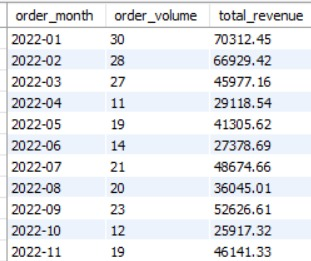 order_month order_volume total_revenue
2022-01 30 70312.45
2022-02 28 66929.42
2022-03 27 45977.16
2022-04 11 29118.54
2022-05 19 41305.62
2022-06 14 27378.69
2022-07 21 48674.66
2022-08 20 36045.01
2022-09 23 52626.61
2022-10 12 25917.32
2022-11 19 46141.33